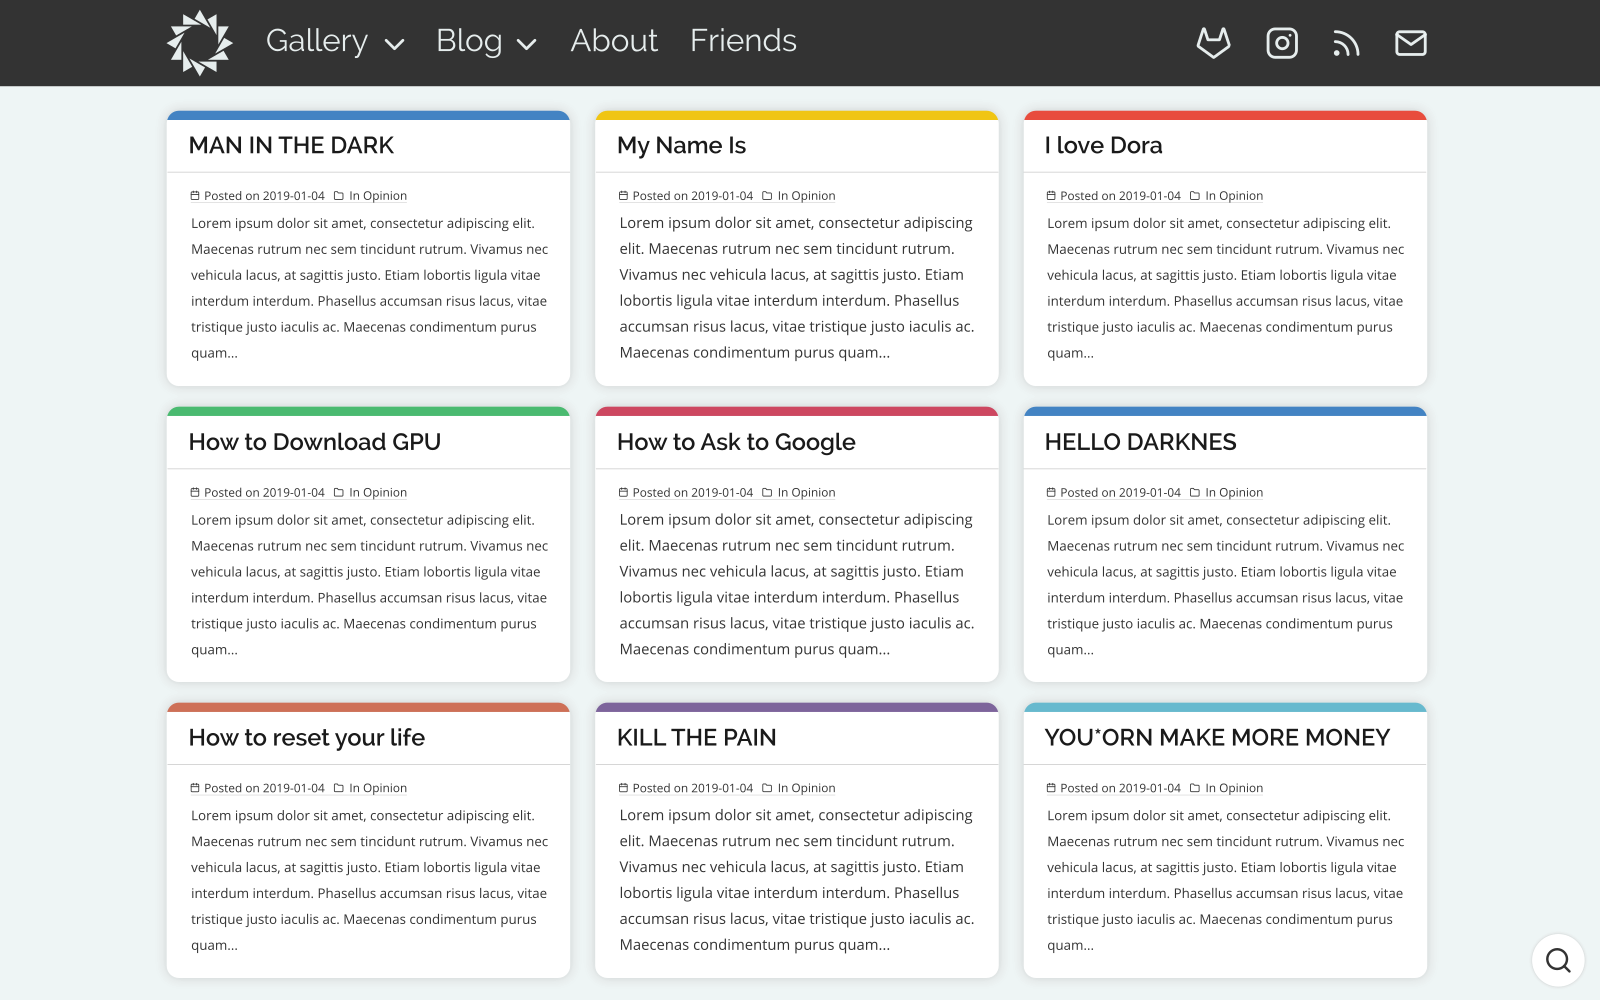 Gallery Blog About Friends
MAN IN THE DARK
Posted on 2019-01-04 In Opinion
Lorem ipsum dolor sit amet, consectetur adipiscing elit.
Maecenas rutrum nec sem tincidunt rutrum. Vivamus nec
vehicula lacus, at sagittis justo. Etiam lobortis ligula vitae
interdum interdum. Phasellus accumsan risus lacus, vitae
tristique justo iaculis ac. Maecenas condimentum purus
quam...
My Name Is
Posted on 2019-01-04 In Opinion
Lorem ipsum dolor sit amet, consectetur adipiscing
elit. Maecenas rutrum nec sem tincidunt rutrum.
Vivamus nec vehicula lacus, at sagittis justo. Etiam
lobortis ligula vitae interdum interdum. Phasellus
accumsan risus lacus, vitae tristique justo iaculis ac.
Maecenas condimentum purus quam...
I love Dora
Posted on 2019-01-04 In Opinion
Lorem ipsum dolor sit amet, consectetur adipiscing elit.
Maecenas rutrum nec sem tincidunt rutrum. Vivamus nec
vehicula lacus, at sagittis justo. Etiam lobortis ligula vitae
interdum interdum. Phasellus accumsan risus lacus, vitae
tristique justo iaculis ac. Maecenas condimentum purus
quam...
How to Download GPU
Posted on 2019-01-04 In Opinion
Lorem ipsum dolor sit amet, consectetur adipiscing elit.
Maecenas rutrum nec sem tincidunt rutrum. Vivamus nec
vehicula lacus, at sagittis justo. Etiam lobortis ligula vitae
interdum interdum. Phasellus accumsan risus lacus, vitae
tristique justo iaculis ac. Maecenas condimentum purus
quam...
How to Ask to Google
Posted on 2019-01-04 In Opinion
Lorem ipsum dolor sit amet, consectetur adipiscing
elit. Maecenas rutrum nec sem tincidunt rutrum.
Vivamus nec vehicula lacus, at sagittis justo. Etiam
lobortis ligula vitae interdum interdum. Phasellus
accumsan risus lacus, vitae tristique justo iaculis ac.
Maecenas condimentum purus quam...
HELLO DARKNES
Posted on 2019-01-04 In Opinion
Lorem ipsum dolor sit amet, consectetur adipiscing elit.
Maecenas rutrum nec sem tincidunt rutrum. Vivamus nec
vehicula lacus, at sagittis justo. Etiam lobortis ligula vitae
interdum interdum. Phasellus accumsan risus lacus, vitae
tristique justo iaculis ac. Maecenas condimentum purus
quam...
How to reset your life
Posted on 2019-01-04 In Opinion
Lorem ipsum dolor sit amet, consectetur adipiscing elit.
Maecenas rutrum nec sem tincidunt rutrum. Vivamus nec
vehicula lacus, at sagittis justo. Etiam lobortis ligula vitae
interdum interdum. Phasellus accumsan risus lacus, vitae
tristique justo iaculis ac. Maecenas condimentum purus
quam...
KILL THE PAIN
Posted on 2019-01-04 In Opinion
Lorem ipsum dolor sit amet, consectetur adipiscing
elit. Maecenas rutrum nec sem tincidunt rutrum.
Vivamus nec vehicula lacus, at sagittis justo. Etiam
lobortis ligula vitae interdum interdum. Phasellus
accumsan risus lacus, vitae tristique justo iaculis ac.
Maecenas condimentum purus quam...
YOU*ORN MAKE MORE MONEY
Posted on 2019-01-04 In Opinion
Lorem ipsum dolor sit amet, consectetur adipiscing elit.
Maecenas rutrum nec sem tincidunt rutrum. Vivamus nec
vehicula lacus, at sagittis justo. Etiam lobortis ligula vitae
interdum interdum. Phasellus accumsan risus lacus, vitae
tristique justo iaculis ac. Maecenas condimentum purus
quam...